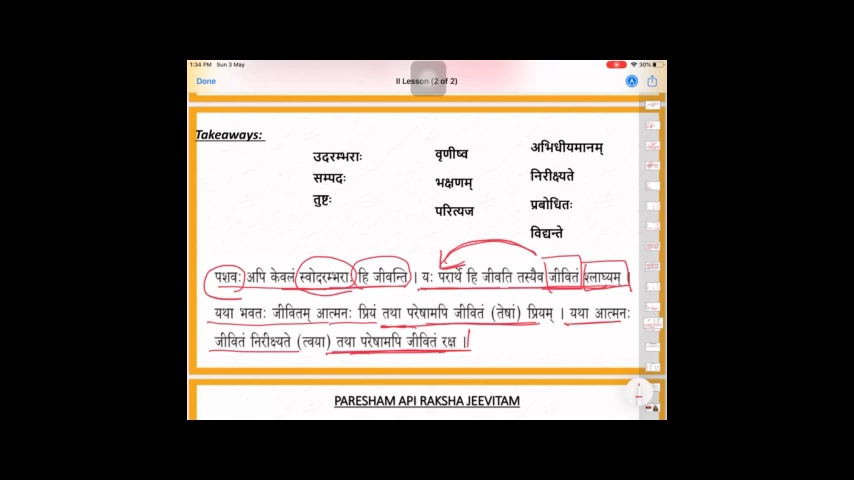 1:34 PM Sun 3 May 30%
Done II Lesson (2 of 2)
Takeaways:
उदरम्भराः वृणीष्व अभिधीयमानम्
सम्पदः भक्षणम् निरीक्ष्यते
तुष्टः परित्यज प्रबोधितः
विद्यन्ते
पशवः अपि केवलं स्वोदरम्भराः हि जीवन्ति । यः परार्थे हि जीवति तस्यैव जीवितं श्लाघ्यम् ।
यथा भवतः जीवितम् आत्मनः प्रियं तथा परेषामपि जीवितं (तेषां) प्रियम् । यथा आत्मनः
जीवितं निरीक्ष्यते (त्वया) तथा परेषामपि जीवितं रक्ष ॥
PARESHAM API RAKSHA JEEVITAM